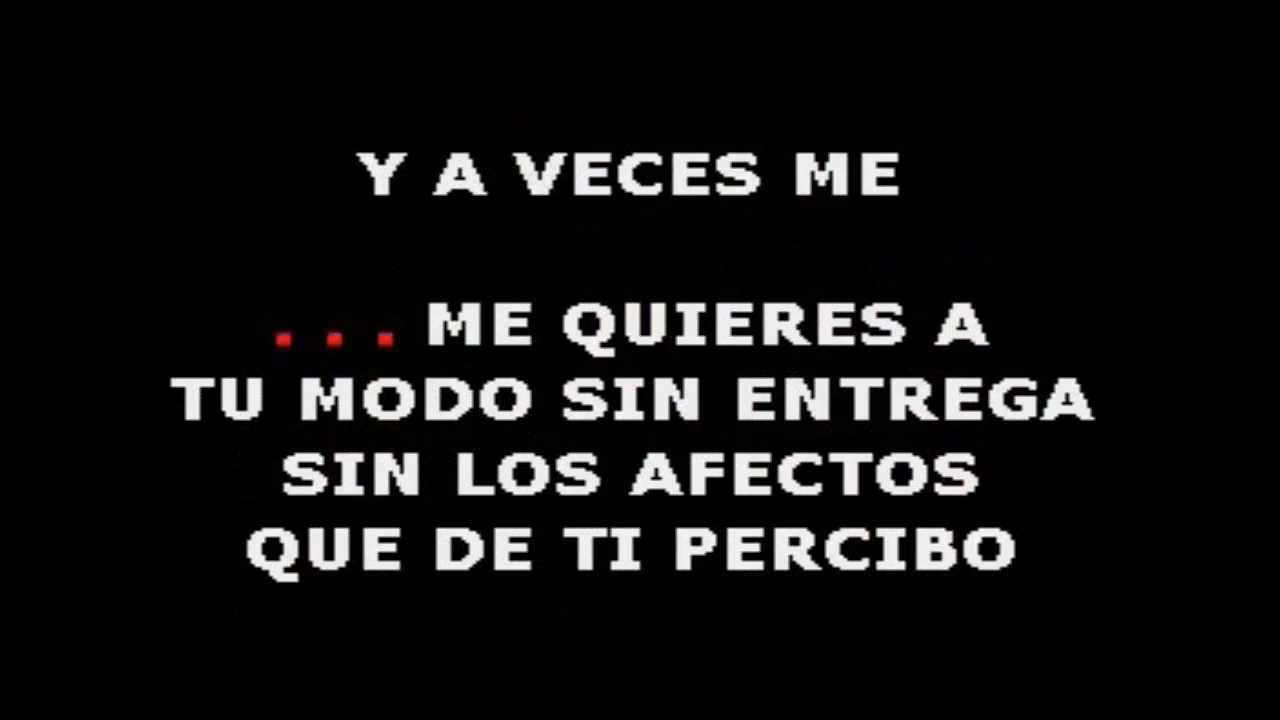 Y A VECES ME
. . . ME QUIERES A
TU MODO SIN ENTREGA
SIN LOS AFECTOS
QUE DE TI PERCIBO